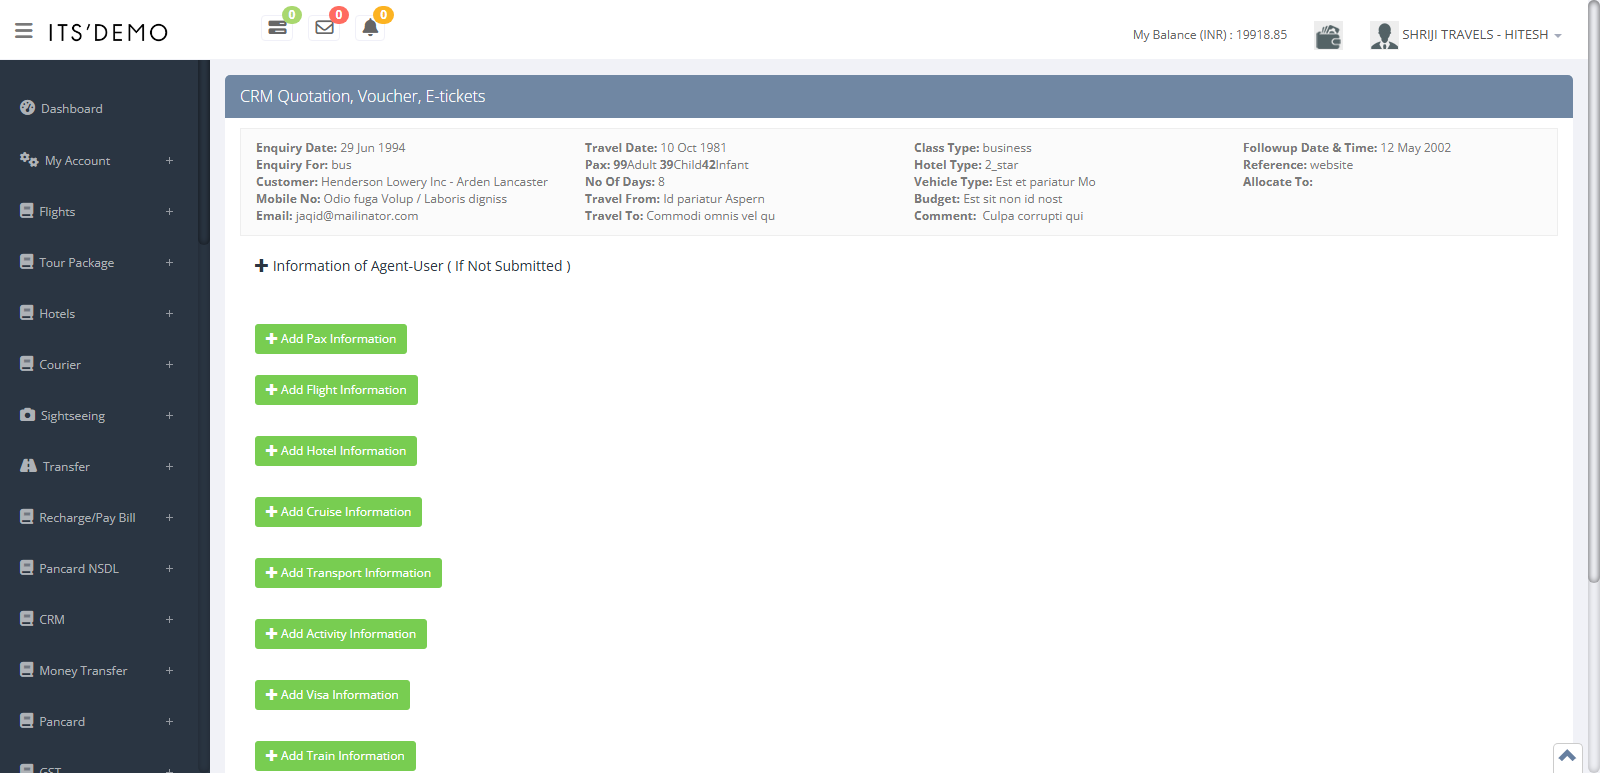 ITS'DEMO
0
0
0
My Balance (INR) : 19918.85
SHRIJI TRAVELS - HITESH
Dashboard
My Account +
Flights +
Tour Package +
Hotels +
Courier +
Sightseeing +
Transfer +
Recharge/Pay Bill +
Pancard NSDL +
CRM +
Money Transfer +
Pancard +
GST +
CRM Quotation, Voucher, E-tickets
Enquiry Date: 29 Jun 1994
Enquiry For: bus
Customer: Henderson Lowery Inc - Arden Lancaster
Mobile No: Odio fuga Volup / Laboris digniss
Email: jaqid@mailinator.com
Travel Date: 10 Oct 1981
Pax: 99Adult 39Child42Infant
No Of Days: 8
Travel From: Id pariatur Aspern
Travel To: Commodi omnis vel qu
Class Type: business
Hotel Type: 2_star
Vehicle Type: Est et pariatur Mo
Budget: Est sit non id nost
Comment: Culpa corrupti qui
Followup Date & Time: 12 May 2002
Reference: website
Allocate To:
+ Information of Agent-User ( If Not Submitted )
+ Add Pax Information
+ Add Flight Information
+ Add Hotel Information
+ Add Cruise Information
+ Add Transport Information
+ Add Activity Information
+ Add Visa Information
+ Add Train Information